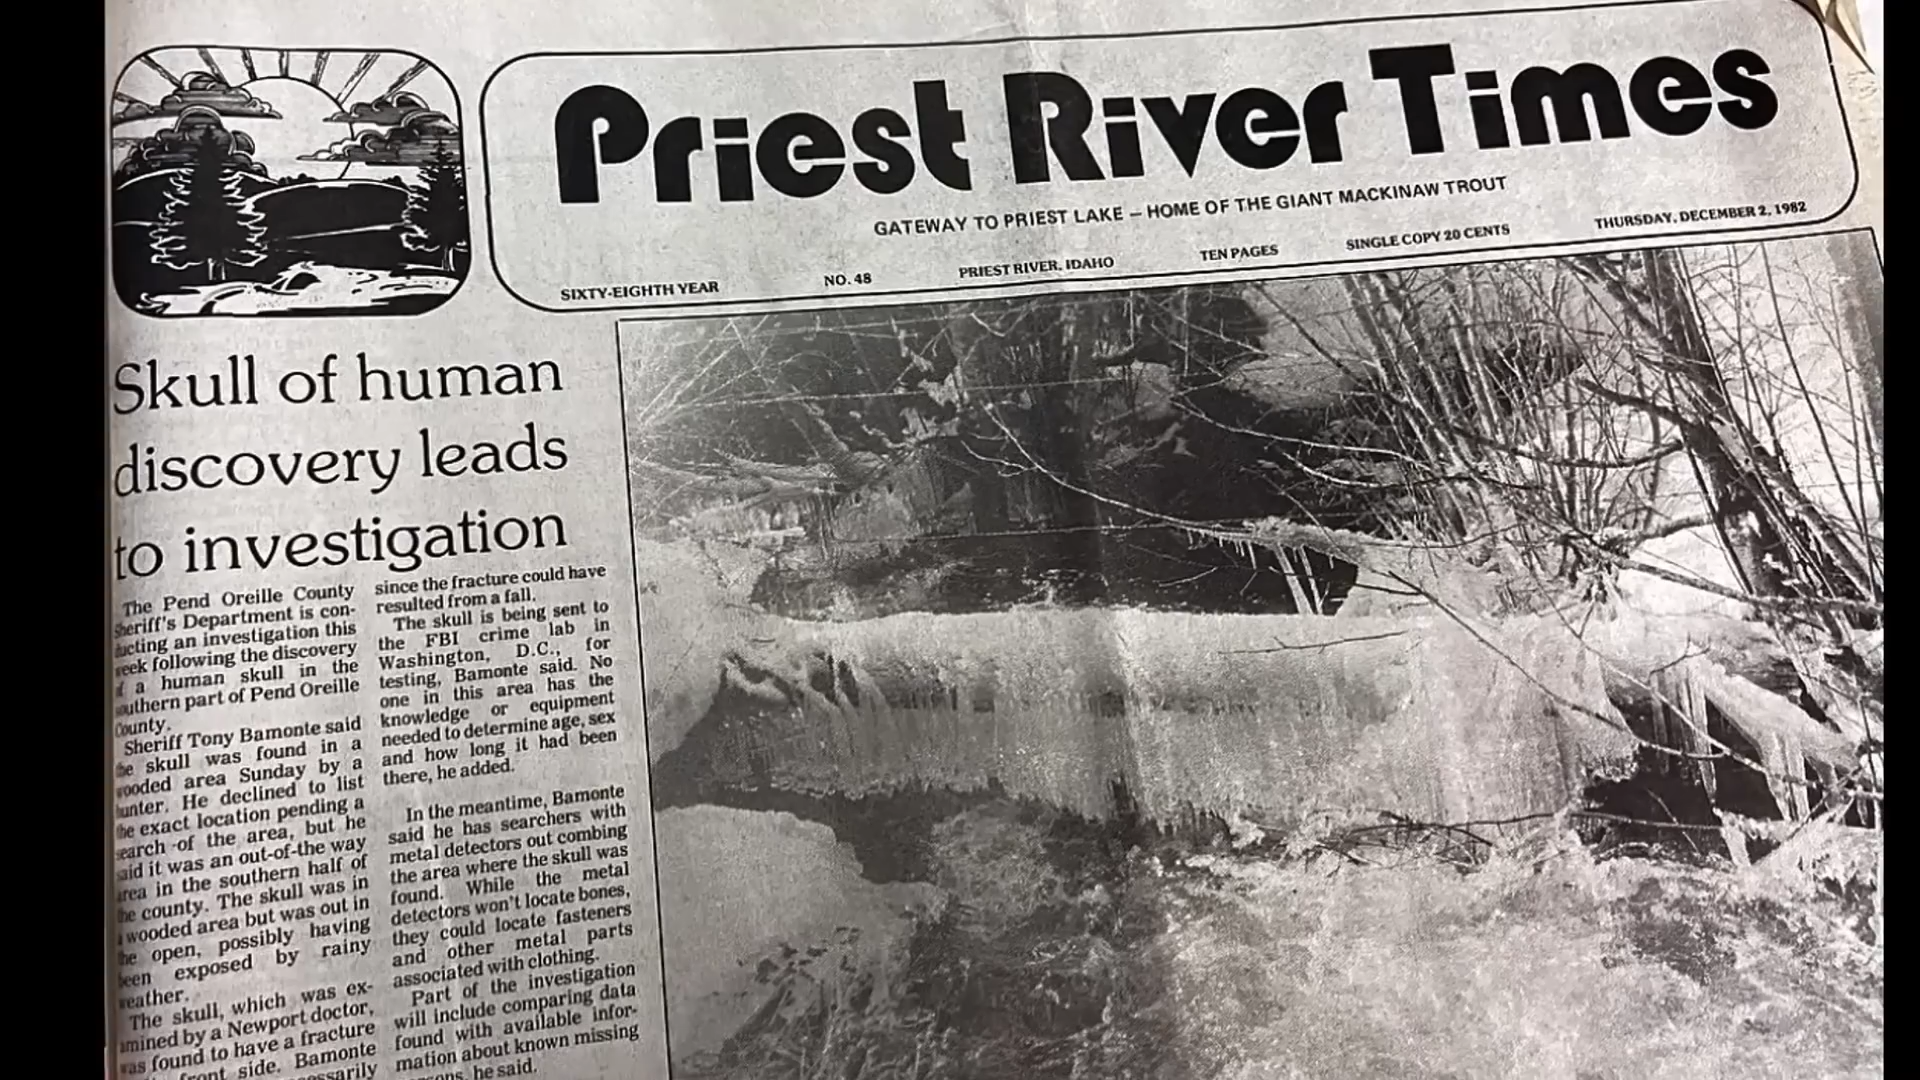 Priest River Times
GATEWAY TO PRIEST LAKE – HOME OF THE GIANT MACKINAW TROUT
SIXTY-EIGHTH YEAR NO. 48 PRIEST RIVER, IDAHO TEN PAGES SINGLE COPY 20 CENTS THURSDAY, DECEMBER 2, 1982
Skull of human
discovery leads
to investigation
The Pend Oreille County
Sheriff's Department is con-
ducting an investigation this
week following the discovery
of a human skull in the
southern part of Pend Oreille
County.
Sheriff Tony Bamonte said
the skull was found in a
wooded area Sunday by a
hunter. He declined to list
the exact location pending a
search of the area, but he
said it was an out-of-the way
area in the southern half of
the county. The skull was in
a wooded area but was out in
the open, possibly having
been exposed by rainy
weather.
The skull, which was ex-
amined by a Newport doctor,
was found to have a fracture
front side. Bamonte
since the fracture could have
resulted from a fall.
The skull is being sent to
the FBI crime lab in
Washington, D.C., for
testing, Bamonte said. No
one in this area has the
knowledge or equipment
needed to determine age, sex
and how long it had been
there, he added.
In the meantime, Bamonte
said he has searchers with
metal detectors out combing
the area where the skull was
found. While the metal
detectors won't locate bones,
they could locate fasteners
and other metal parts
associated with clothing.
Part of the investigation
will include comparing data
found with available infor-
mation about known missing
he said.